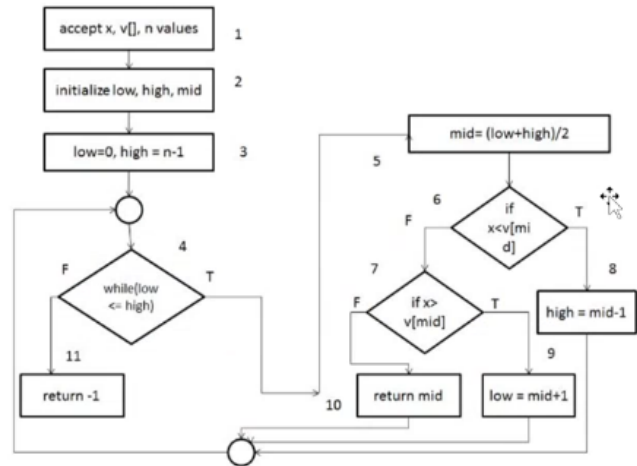 accept x, v[], n values
1
initialize low, high, mid
2
low=0, high = n-1
3
4
F
while(low
<= high)
T
11
return -1
mid= (low+high)/2
5
6
if
x<v[mi
d]
F
T
7
8
F
if x>
v[mid]
T
high = mid-1
9
10
return mid
low = mid+1